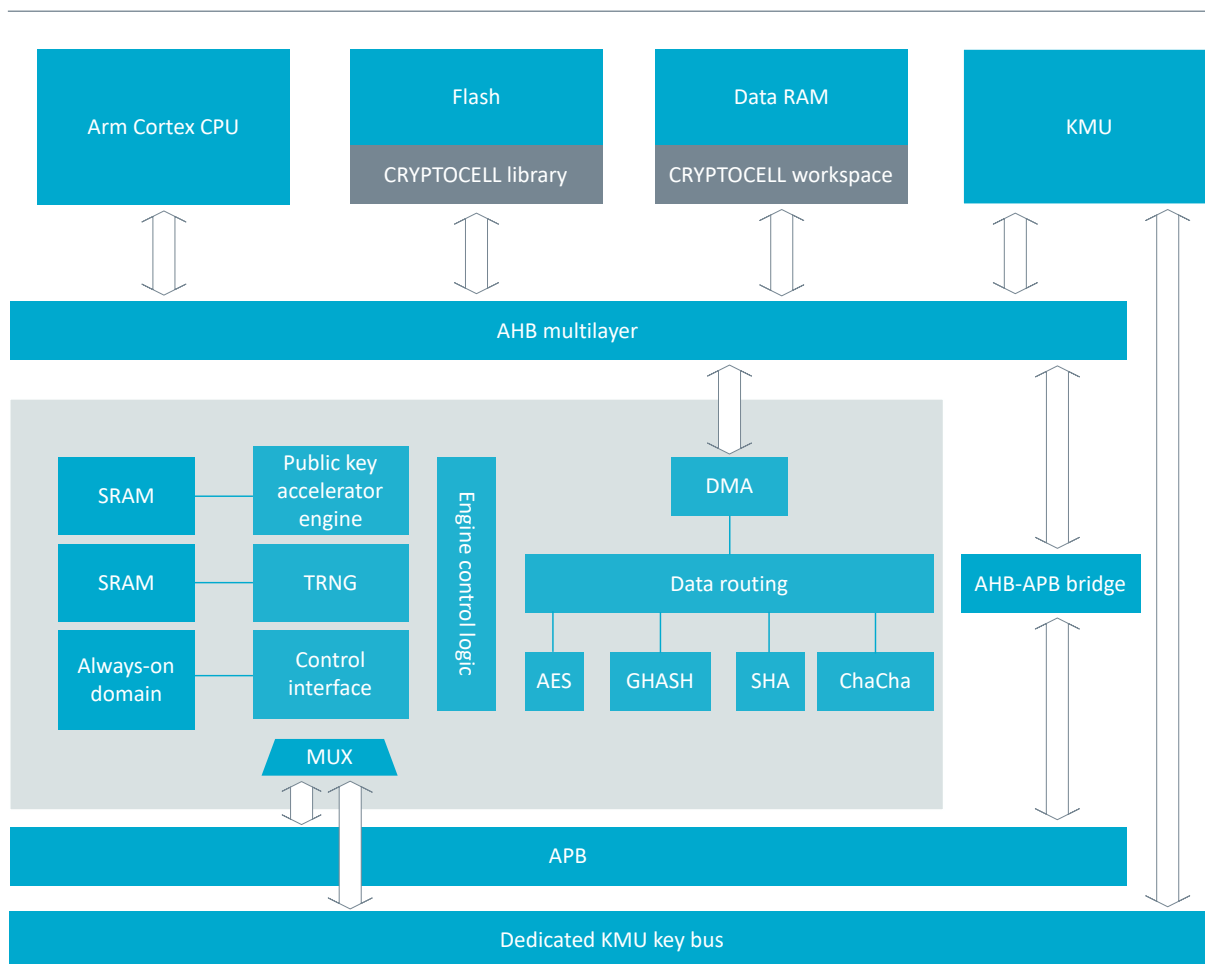 Arm Cortex CPU
Flash
CRYPTOCELL library
Data RAM
CRYPTOCELL workspace
KMU
AHB multilayer
SRAM
Public key
accelerator
engine
SRAM
TRNG
Always-on
domain
Control
interface
MUX
Engine control logic
DMA
Data routing
AES
GHASH
SHA
ChaCha
AHB-APB bridge
APB
Dedicated KMU key bus